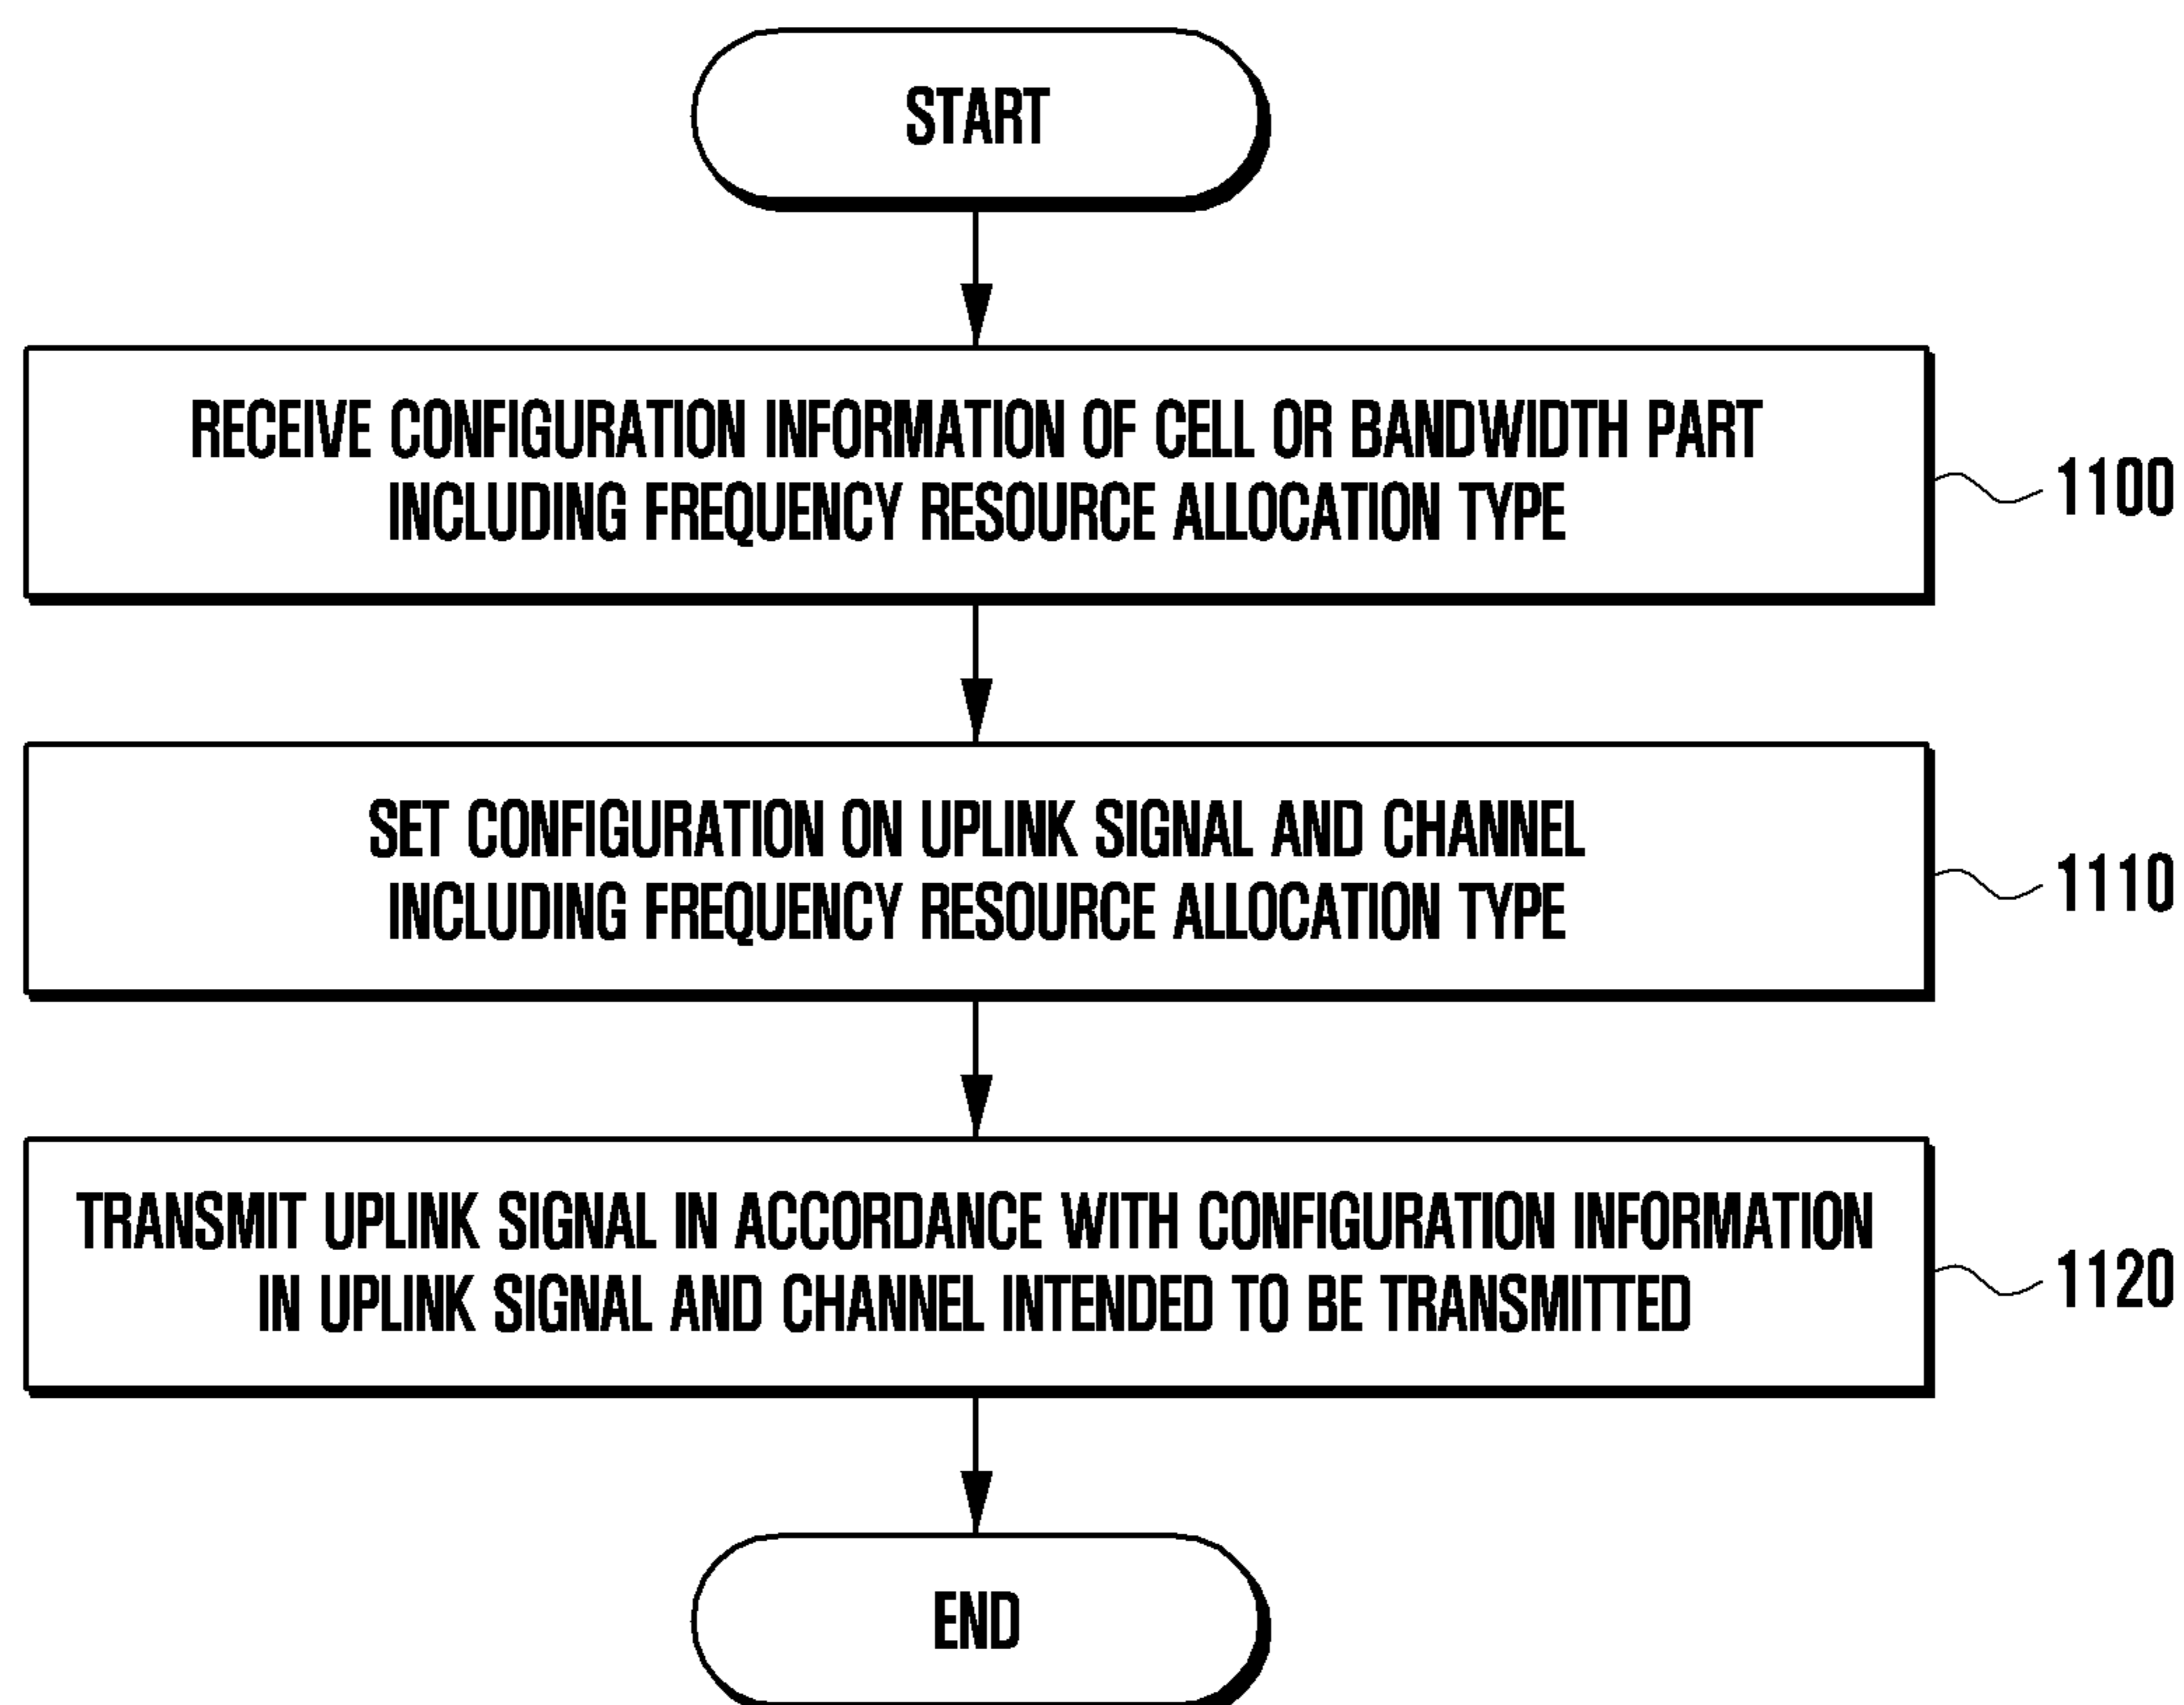 START
RECEIVE CONFIGURATION INFORMATION OF CELL OR BANDWIDTH PART
INCLUDING FREQUENCY RESOURCE ALLOCATION TYPE
1100
SET CONFIGURATION ON UPLINK SIGNAL AND CHANNEL
INCLUDING FREQUENCY RESOURCE ALLOCATION TYPE
1110
TRANSMIT UPLINK SIGNAL IN ACCORDANCE WITH CONFIGURATION INFORMATION
IN UPLINK SIGNAL AND CHANNEL INTENDED TO BE TRANSMITTED
1120
END